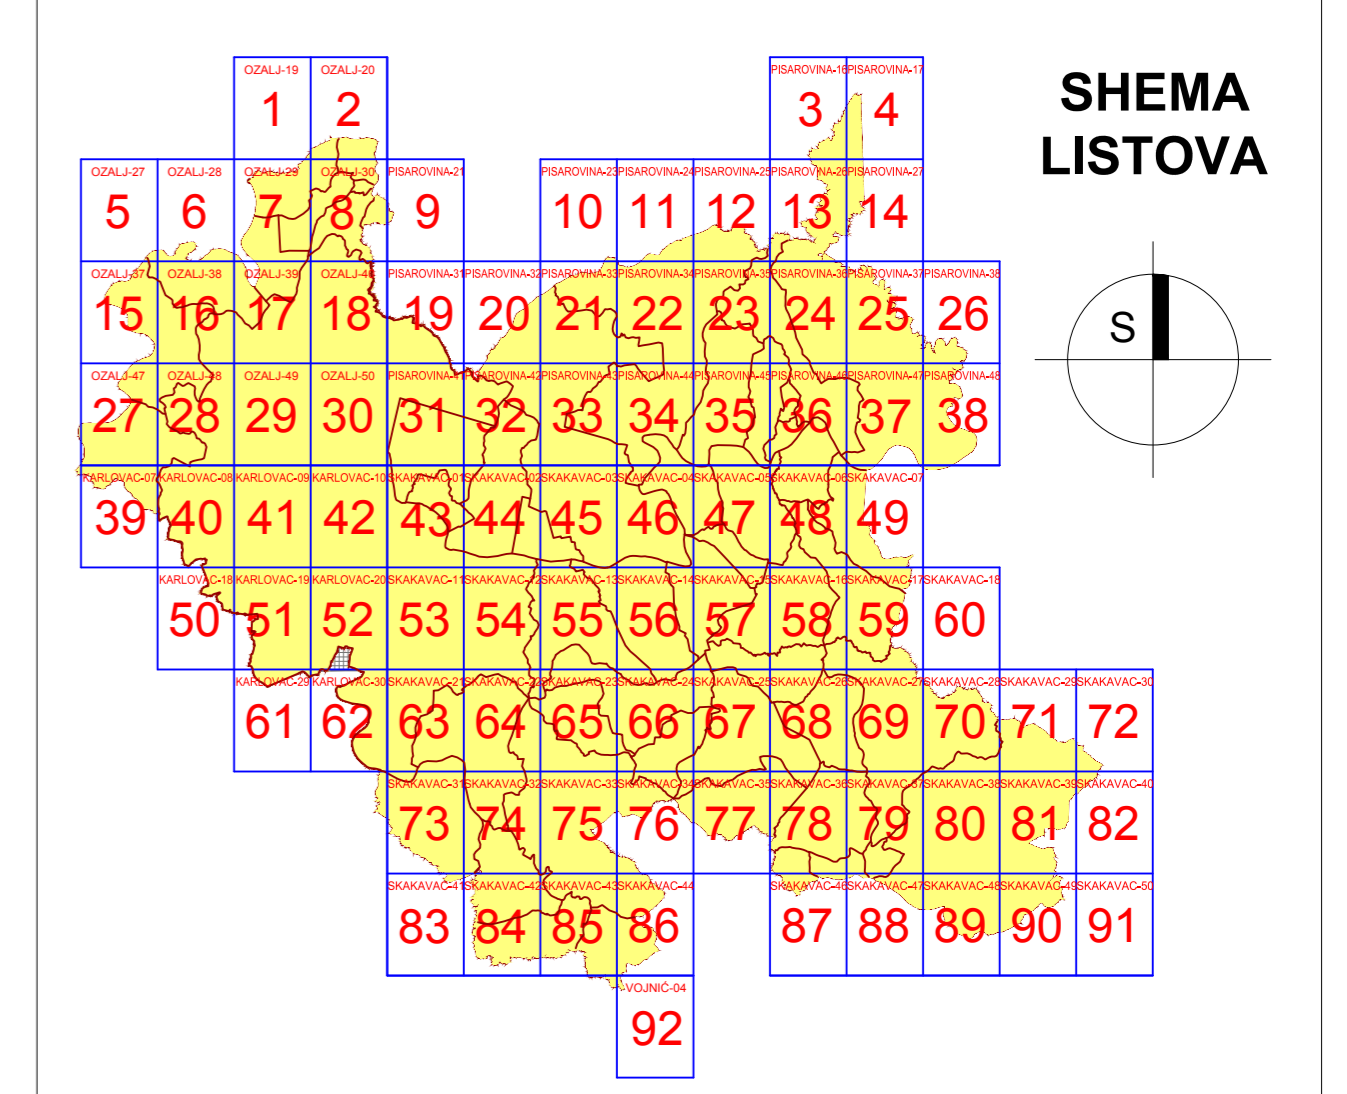 SHEMA
LISTOVA
S
OZALJ-19 OZALJ-20 PISAROVINA-16 PISAROVINA-17
1 2 3 4
OZALJ-27 OZALJ-28 OZALJ-29 OZALJ-30 PISAROVINA-21 PISAROVINA-23 PISAROVINA-24 PISAROVINA-25 PISAROVINA-26 PISAROVINA-27
5 6 7 8 9 10 11 12 13 14
OZALJ-37 OZALJ-38 OZALJ-39 OZALJ-40 PISAROVINA-31 PISAROVINA-32 PISAROVINA-33 PISAROVINA-34 PISAROVINA-35 PISAROVINA-36 PISAROVINA-37 PISAROVINA-38
15 16 17 18 19 20 21 22 23 24 25 26
OZALJ-47 OZALJ-48 OZALJ-49 OZALJ-50 PISAROVINA-41 PISAROVINA-42 PISAROVINA-43 PISAROVINA-44 PISAROVINA-45 PISAROVINA-46 PISAROVINA-47 PISAROVINA-48
27 28 29 30 31 32 33 34 35 36 37 38
KARLOVAC-07 KARLOVAC-08 KARLOVAC-09 KARLOVAC-10 SKAKAVAC-01 SKAKAVAC-02 SKAKAVAC-03 SKAKAVAC-04 SKAKAVAC-05 SKAKAVAC-06 SKAKAVAC-07
39 40 41 42 43 44 45 46 47 48 49
KARLOVAC-18 KARLOVAC-19 KARLOVAC-20 SKAKAVAC-11 SKAKAVAC-12 SKAKAVAC-13 SKAKAVAC-14 SKAKAVAC-15 SKAKAVAC-16 SKAKAVAC-17 SKAKAVAC-18
50 51 52 53 54 55 56 57 58 59 60
KARLOVAC-29 KARLOVAC-30 SKAKAVAC-21 SKAKAVAC-22 SKAKAVAC-23 SKAKAVAC-24 SKAKAVAC-25 SKAKAVAC-26 SKAKAVAC-27 SKAKAVAC-28 SKAKAVAC-29 SKAKAVAC-30
61 62 63 64 65 66 67 68 69 70 71 72
SKAKAVAC-31 SKAKAVAC-32 SKAKAVAC-33 SKAKAVAC-34 SKAKAVAC-35 SKAKAVAC-36 SKAKAVAC-37 SKAKAVAC-38 SKAKAVAC-39 SKAKAVAC-40
73 74 75 76 77 78 79 80 81 82
SKAKAVAC-41 SKAKAVAC-42 SKAKAVAC-43 SKAKAVAC-44 SKAKAVAC-46 SKAKAVAC-47 SKAKAVAC-48 SKAKAVAC-49 SKAKAVAC-50
83 84 85 86 87 88 89 90 91
VOJNIĆ-04
92